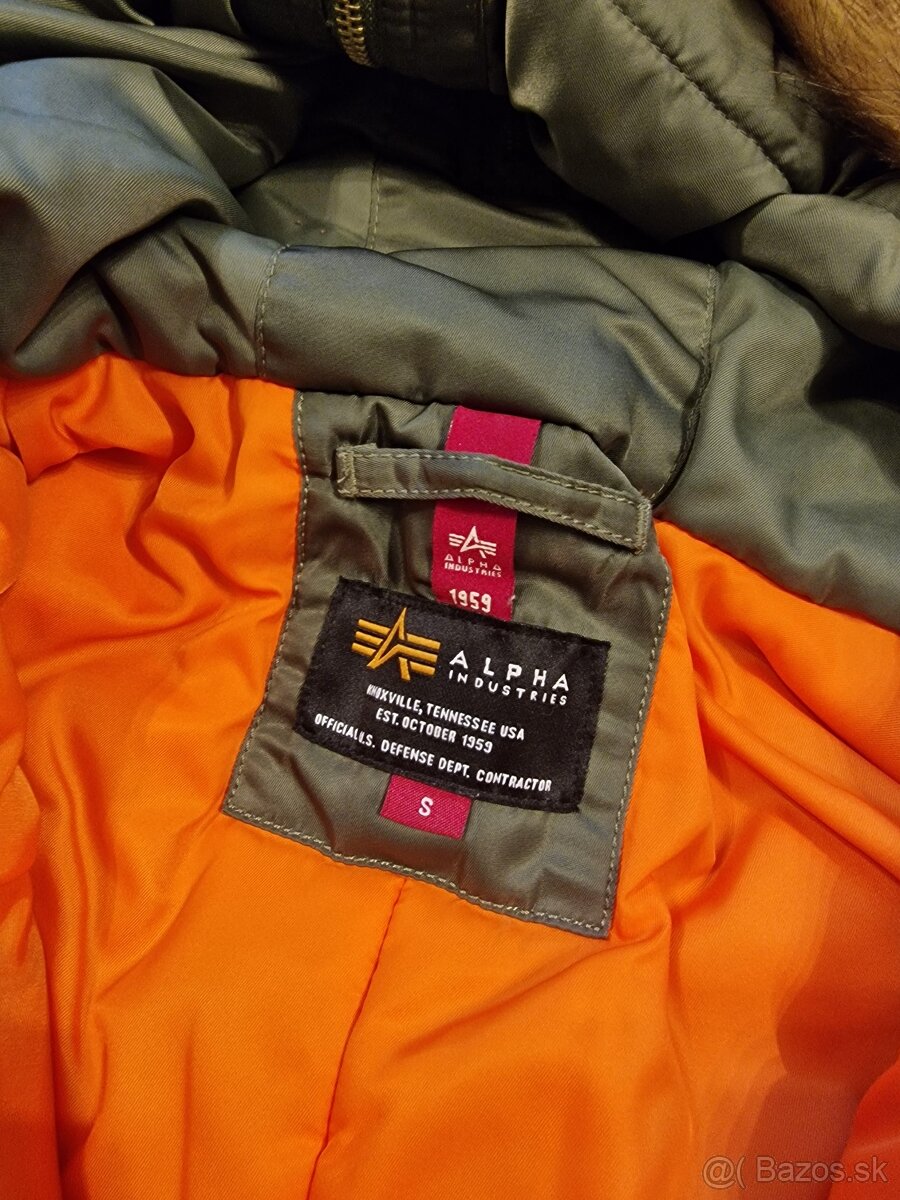 ALPHA
INDUSTRIES
1959
ALPHA
INDUSTRIES
KNOXVILLE, TENNESSEE USA
EST. OCTOBER 1959
OFFICIAL U.S. DEFENSE DEPT. CONTRACTOR
S
@( Bazos.sk